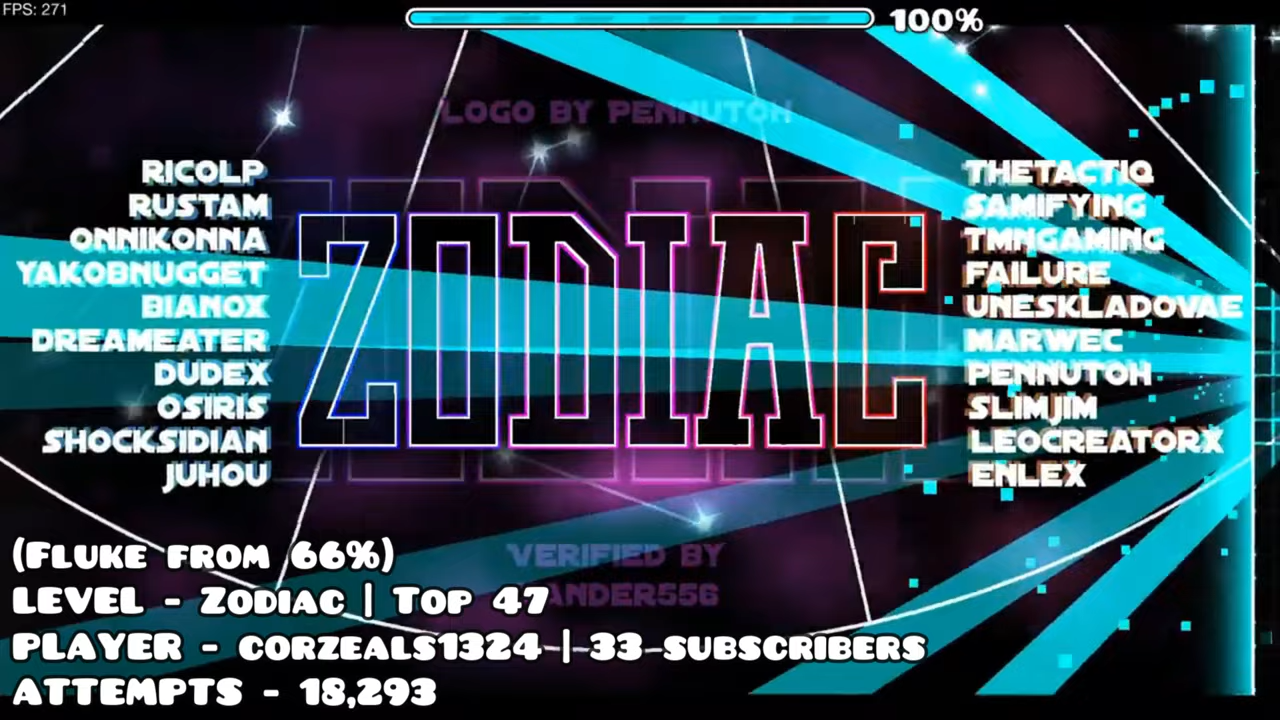 FPS: 271
100%
LOGO BY PENNUTOH
RICOLP
RUSTAM
ONNIKONNA
YAKOBNUGGET
BIANOX
DREAMEATER
DUDEX
OSIRIS
SHOCKSIDIAN
JUHOU
ZODIAC
THETACTIQ
SAMIFYING
TMNGAMING
FAILURE
UNESKLADOVAE
MARWEC
PENNUTOH
SLIMJIM
LEOCREATORX
ENLEX
VERIFIED BY
XANDER556
(FLUKE FROM 66%)
LEVEL - ZODIAC | TOP 47
PLAYER - CORZEALS1324 | 33 SUBSCRIBERS
ATTEMPTS - 18,293